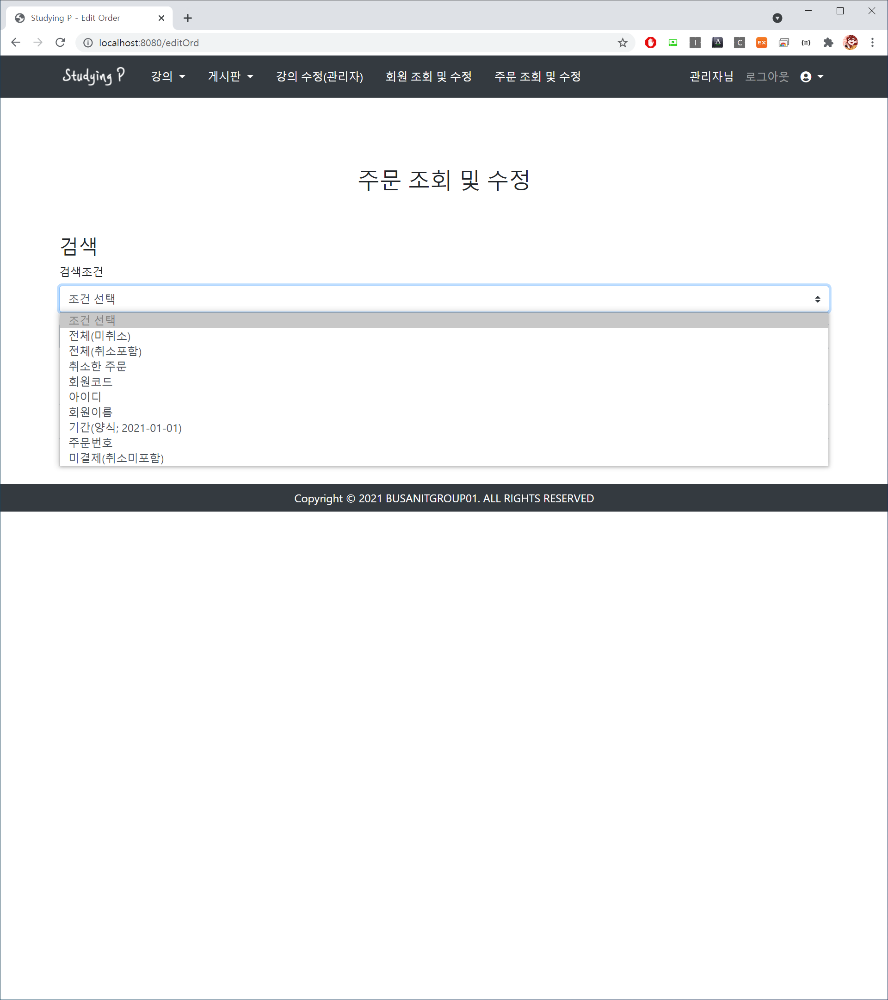 Studying P - Edit Order
localhost:8080/editOrd
Studying P 강의 게시판 강의 수정(관리자) 회원 조회 및 수정 주문 조회 및 수정 관리자님 로그아웃
주문 조회 및 수정
검색
검색조건
조건 선택
조건 선택
전체(미취소)
전체(취소포함)
취소한 주문
회원코드
아이디
회원이름
기간(양식; 2021-01-01)
주문번호
미결제(취소미포함)
Copyright © 2021 BUSANITGROUP01. ALL RIGHTS RESERVED